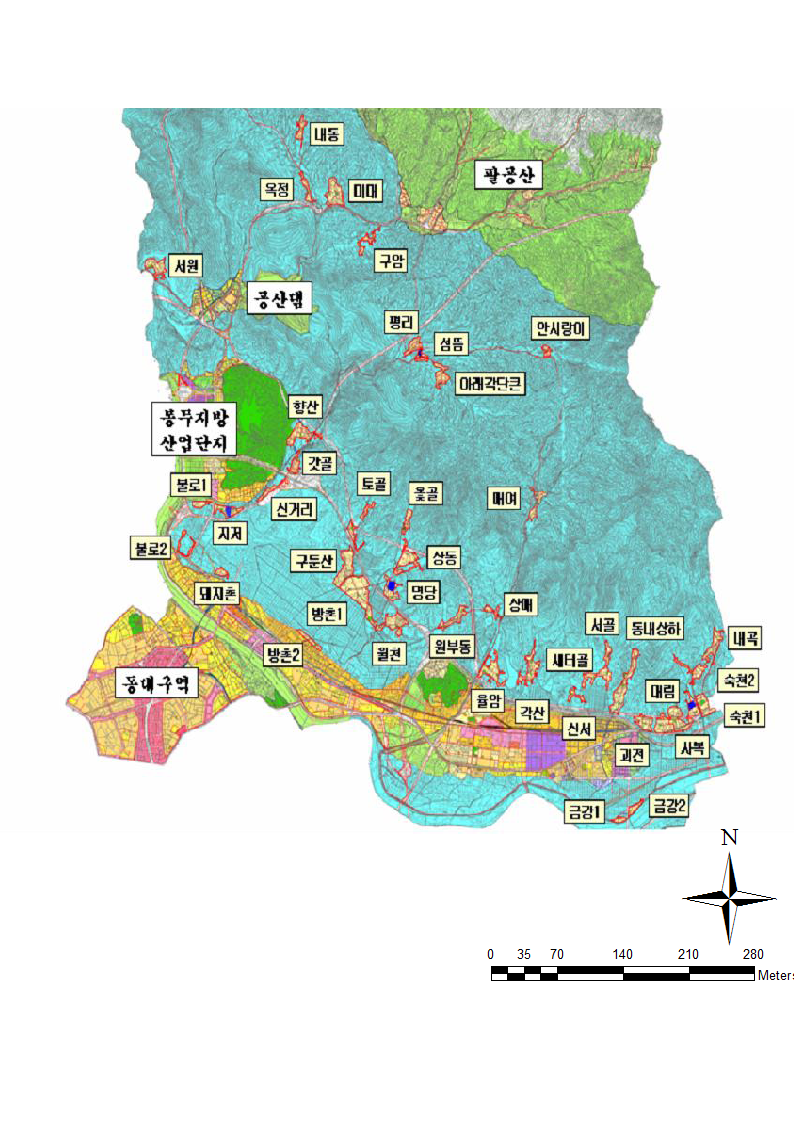 내동
팔공산
옥정
미대
구암
서원
공산댐
평리
섬뜸
안시랑이
아래각단큰
향산
봉무지방
산업단지
갓골
불로1
토골
옻골
매여
신거리
지저
불로2
구둔산
상동
돼지촌
명당
방촌1
상매
서골
동내상하
내곡
방촌2
월젼
원부동
새터골
동대구역
대림
숙천2
율암
각산
숙천1
신서
사복
괴전
금강1
금강2
N
0 35 70 140 210 280
Meters